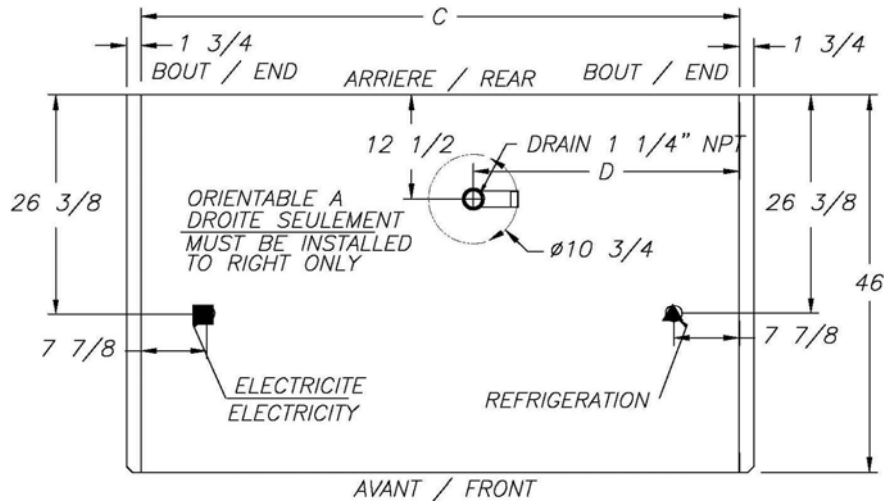 C
1 3/4
1 3/4
BOUT / END
ARRIERE / REAR
BOUT / END
12 1/2
DRAIN 1 1/4" NPT
D
26 3/8
26 3/8
ORIENTABLE A
DROITE SEULEMENT
MUST BE INSTALLED
TO RIGHT ONLY
ø10 3/4
46
7 7/8
7 7/8
ELECTRICITE
ELECTRICITY
REFRIGERATION
AVANT / FRONT